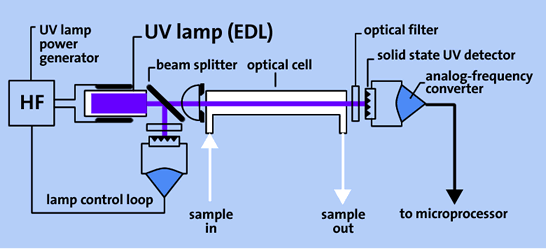 UV lamp
power
generator
UV lamp (EDL)
optical filter
solid state UV detector
beam splitter
optical cell
analog-frequency
converter
HF
lamp control loop
sample
in
sample
out
to microprocessor